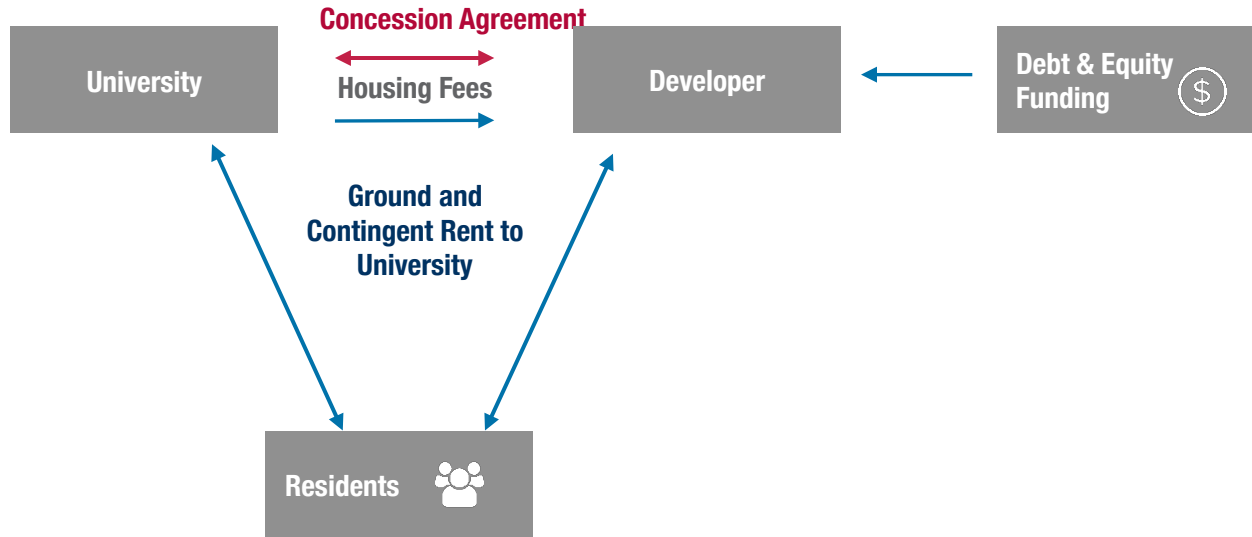 Concession Agreement
University
Housing Fees
Developer
Debt & Equity
Funding
$
Ground and
Contingent Rent to
University
Residents